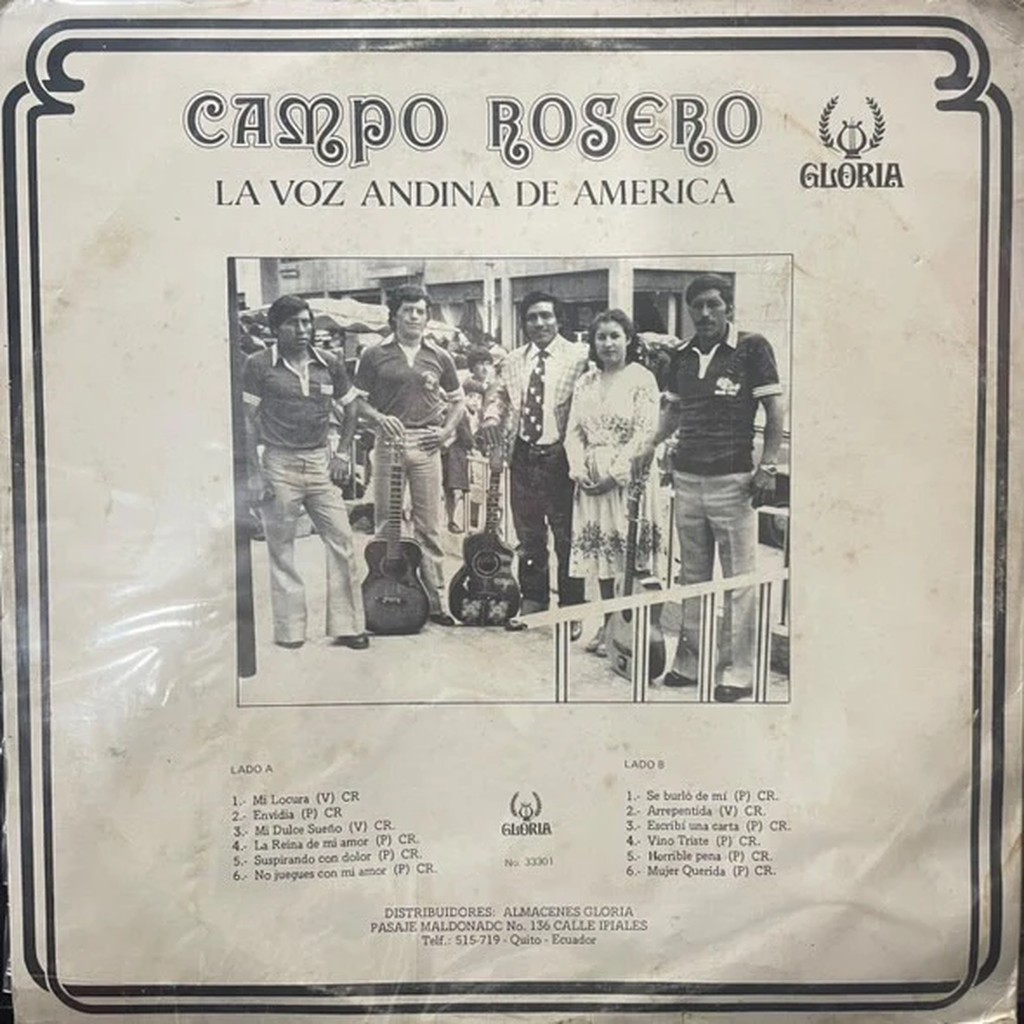 CAMPO ROSERO
LA VOZ ANDINA DE AMERICA
GLORIA
LADO A
1.- Mi Locura (V) CR
2.- Envidia (P) CR
3.- Mi Dulce Sueño (V) CR.
4.- La Reina de mi amor (P) CR.
5.- Suspirando con dolor (P) CR.
6.- No juegues con mi amor (P) CR.
GLORIA
No. 33301
LADO B
1.- Se burló de mí (P) CR.
2.- Arrepentida (V) CR.
3.- Escribí una carta (P) CR.
4.- Vino Triste (P) CR.
5.- Horrible pena (P) CR.
6.- Mujer Querida (P) CR.
DISTRIBUIDORES: ALMACENES GLORIA
PASAJE MALDONADO No. 136 CALLE IPIALES
Telf.: 515-719 - Quito - Ecuador